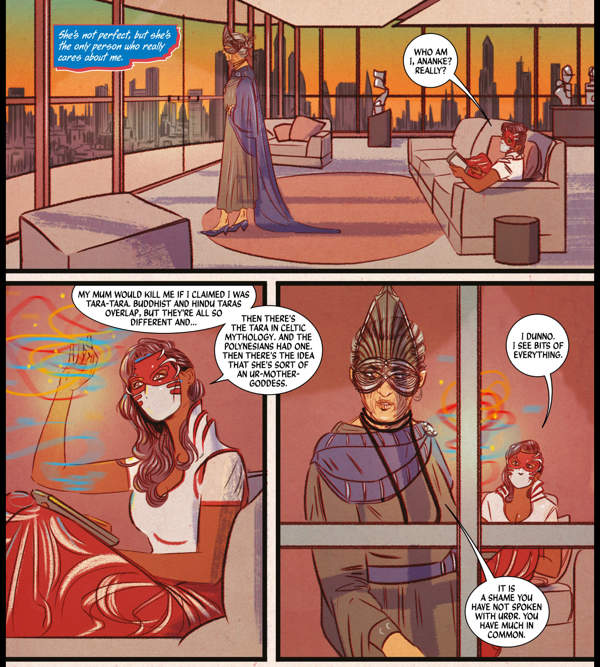 She's not perfect, but she's
the only person who really
cares about me.
WHO AM
I, ANANKE?
REALLY?
MY MUM WOULD KILL ME IF I CLAIMED I WAS
TARA-TARA. BUDDHIST AND HINDU TARAS
OVERLAP, BUT THEY'RE ALL SO
DIFFERENT AND...
THEN THERE'S
THE TARA IN CELTIC
MYTHOLOGY. AND THE
POLYNESIANS HAD ONE.
THEN THERE'S THE IDEA
THAT SHE'S SORT OF
AN UR-MOTHER-
GODDESS.
I DUNNO.
I SEE BITS OF
EVERYTHING.
IT IS
A SHAME YOU
HAVE NOT SPOKEN
WITH URÐR. YOU
HAVE MUCH IN
COMMON.